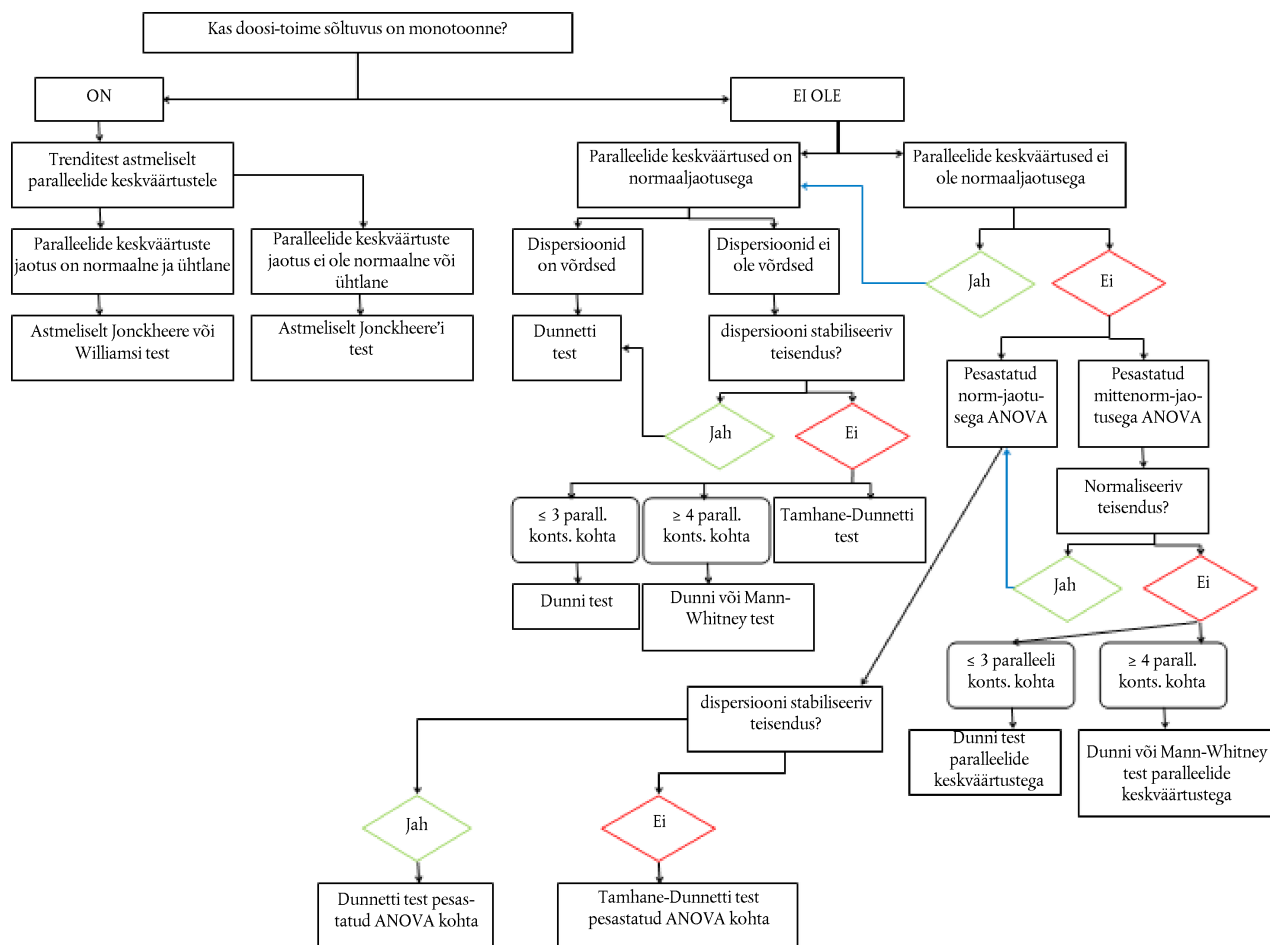 Kas doosi-toime sõltuvus on monotoonne?
ON
EI OLE
Trenditest astmeliselt
paralleelide keskväärtustele
Paralleelide keskväärtused on
normaaljaotusega
Paralleelide keskväärtused ei
ole normaaljaotusega
Paralleelide keskväärtuste
jaotus on normaalne ja ühtlane
Paralleelide keskväärtuste
jaotus ei ole normaalne või
ühtlane
Dispersioonid
on võrdsed
Dispersioonid ei
ole võrdsed
Jah
Ei
Astmeliselt Jonckheere või
Williamsi test
Astmeliselt Jonckheere'i
test
Dunnetti
test
dispersiooni stabiliseeriv
teisendus?
Pesastatud
norm-jaotu-
sega ANOVA
Pesastatud
mittenorm-jao-
tusega ANOVA
Jah
Ei
Normaliseeriv
teisendus?
≤ 3 parall.
konts. kohta
≥ 4 parall.
konts. kohta
Tamhane-Dunnetti
test
Jah
Ei
Dunni test
Dunni või Mann-
Whitney test
≤ 3 paralleeli
konts. kohta
≥ 4 parall.
konts. kohta
dispersiooni stabiliseeriv
teisendus?
Dunni test
paralleelide
keskväärtustega
Dunni või Mann-Whitney
test paralleelide
keskväärtustega
Jah
Ei
Dunnetti test pesas-
tatud ANOVA kohta
Tamhane-Dunnetti test
pesastatud ANOVA kohta